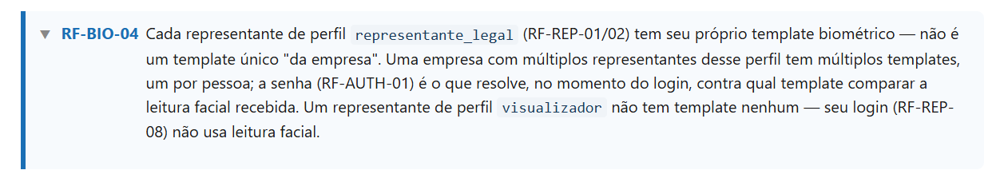 ▼ RF-BIO-04 Cada representante de perfil representante_legal (RF-REP-01/02) tem seu próprio template biométrico — não é
um template único "da empresa". Uma empresa com múltiplos representantes desse perfil tem múltiplos templates,
um por pessoa; a senha (RF-AUTH-01) é o que resolve, no momento do login, contra qual template comparar a
leitura facial recebida. Um representante de perfil visualizador não tem template nenhum — seu login (RF-REP-
08) não usa leitura facial.